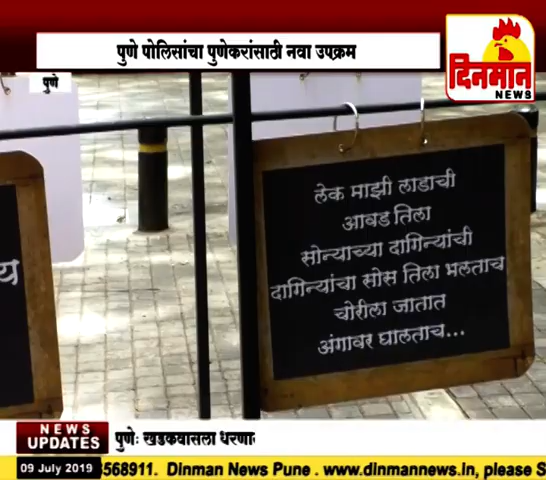 पुणे पोलिसांचा पुणेकरांसाठी नवा उपक्रम
दिनमान
NEWS
पुणे
लेक माझी लाडाची
आवड तिला
सोन्याच्या दागिन्यांची
दागिन्यांचा सोस तिला भलताच
चोरीला जातात
अंगावर घालताच...
य
NEWS
UPDATES
पुणेः खडकवासला धरणा
09 July 2019
3568911. Dinman News Pune . www.dinmannews.in, please S